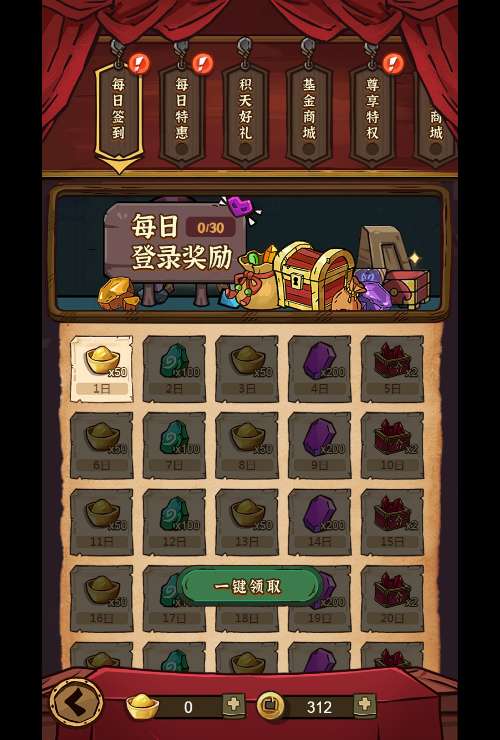 每日签到
每日特惠
积天好礼
基金商城
尊享特权
商城
每日 0/30
登录奖励
x50 x100 x50 x200 x2
1日 2日 3日 4日 5日
x50 x100 x50 x200 x2
6日 7日 8日 9日 10日
x50 x100 x50 x200 x2
11日 12日 13日 14日 15日
x50 x200 x2
16日 17日 18日 19日 20日
一键领取
0 312